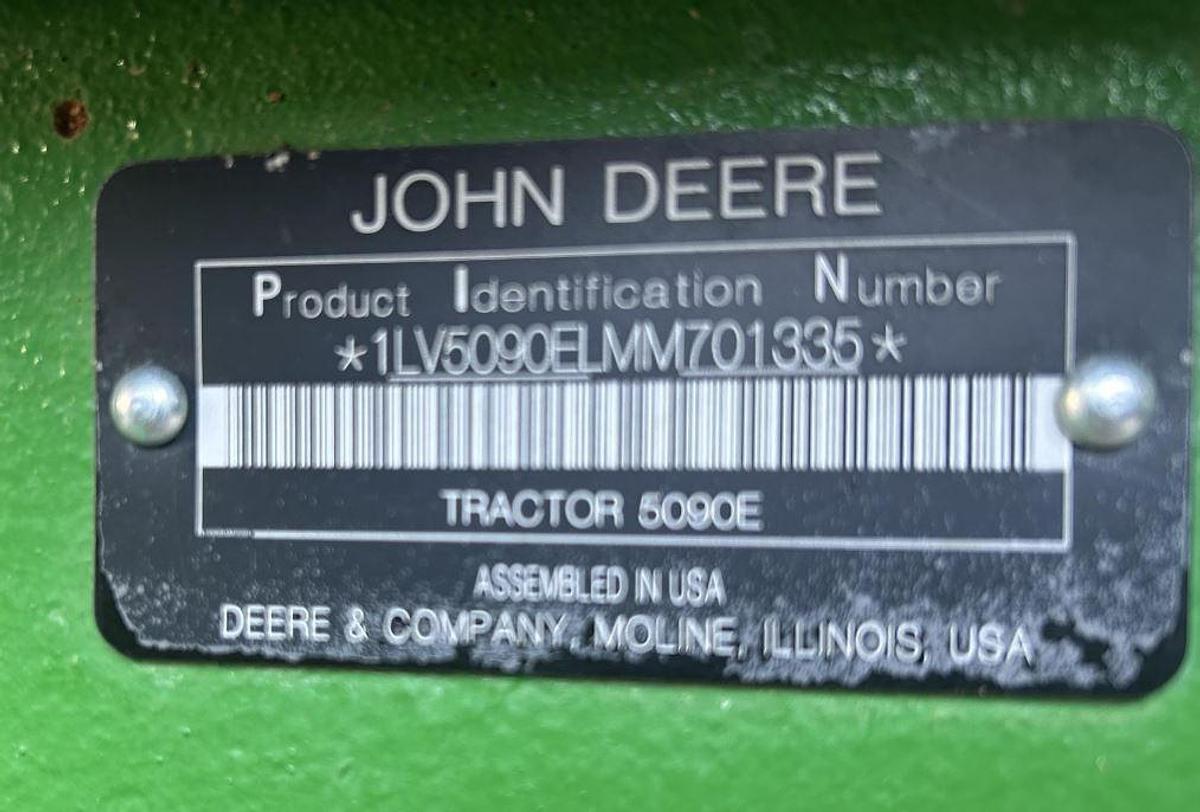 JOHN DEERE
Product Identification Number
*1LV5090ELMM701335*
TRACTOR 5090E
ASSEMBLED IN USA
DEERE & COMPANY, MOLINE, ILLINOIS, USA